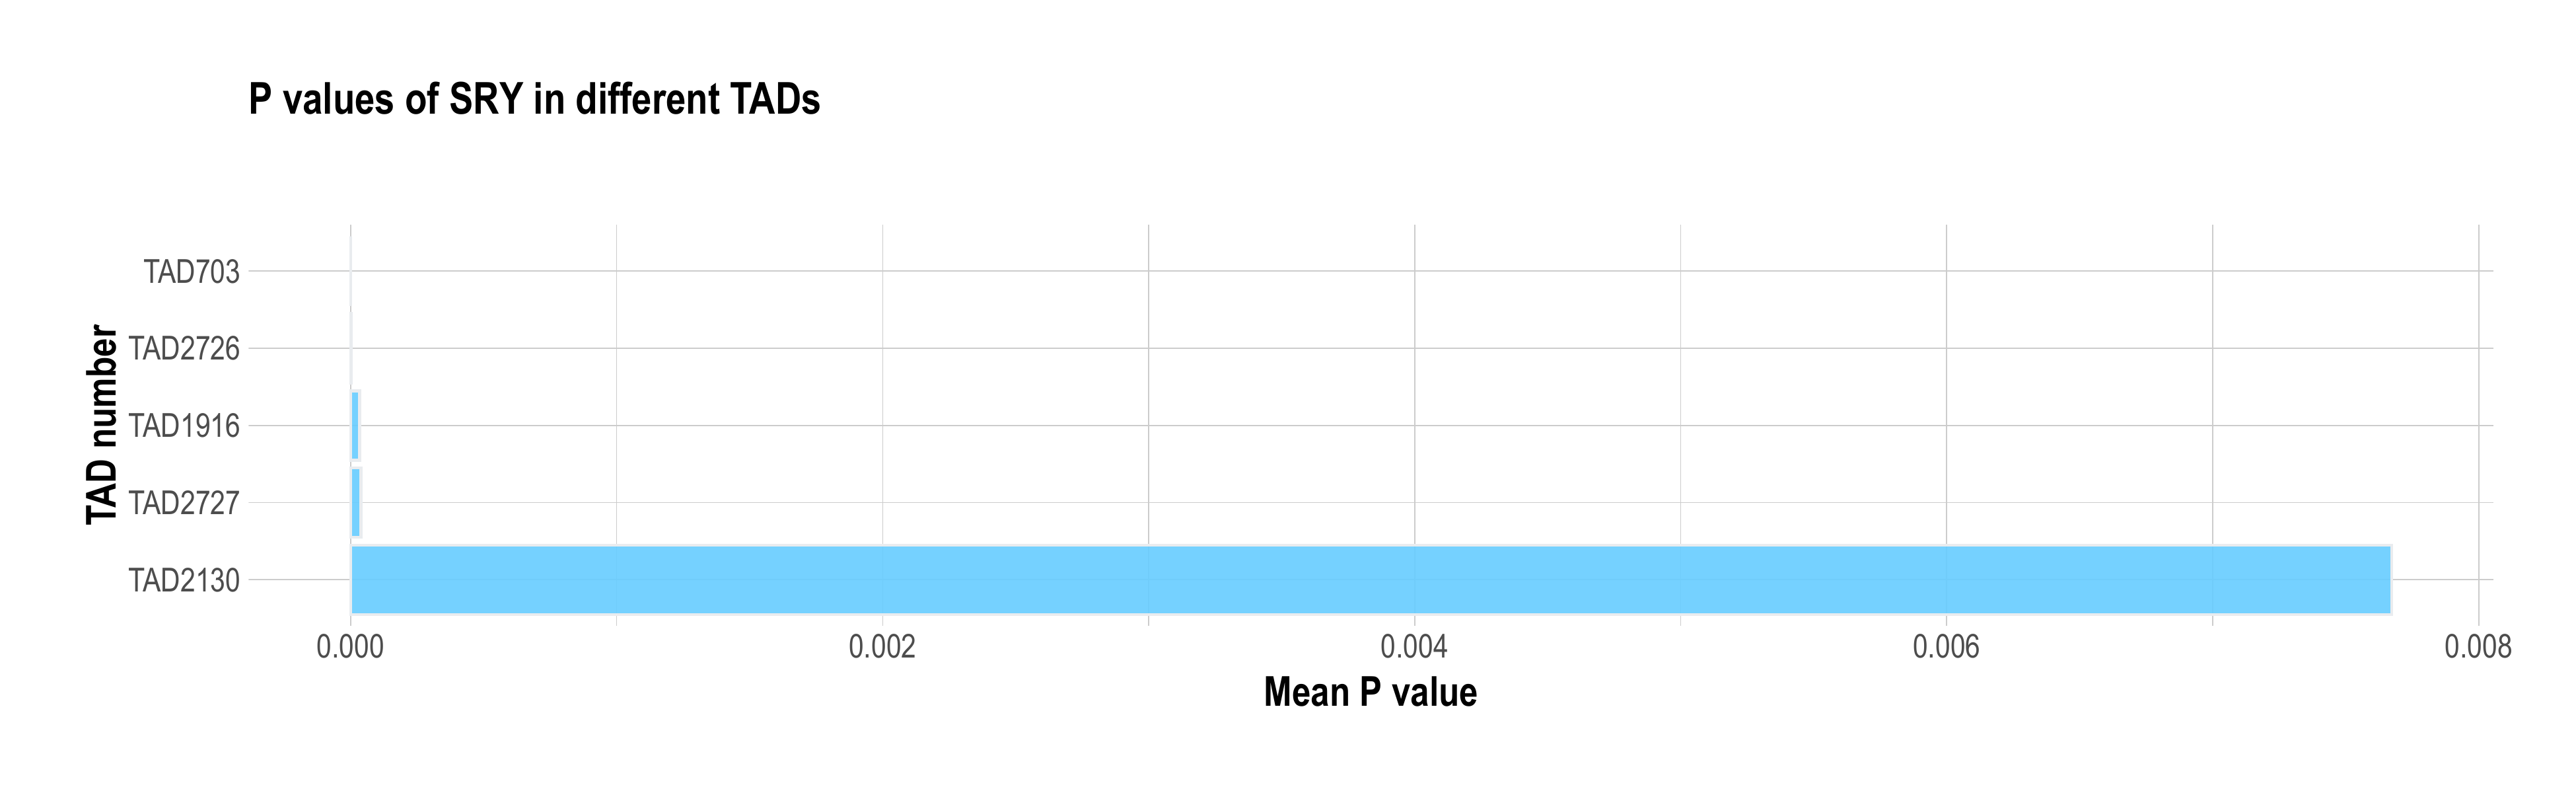 P values of SRY in different TADs
TAD number
TAD703
TAD2726
TAD1916
TAD2727
TAD2130
0.000 0.002 0.004 0.006 0.008
Mean P value